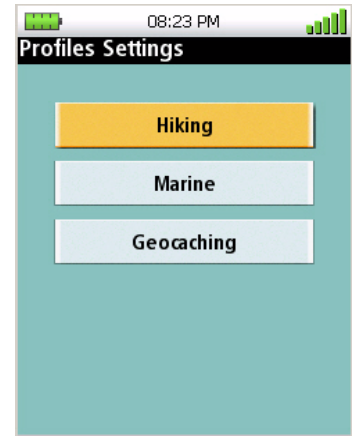 08:23 PM
Profiles Settings
Hiking
Marine
Geocaching